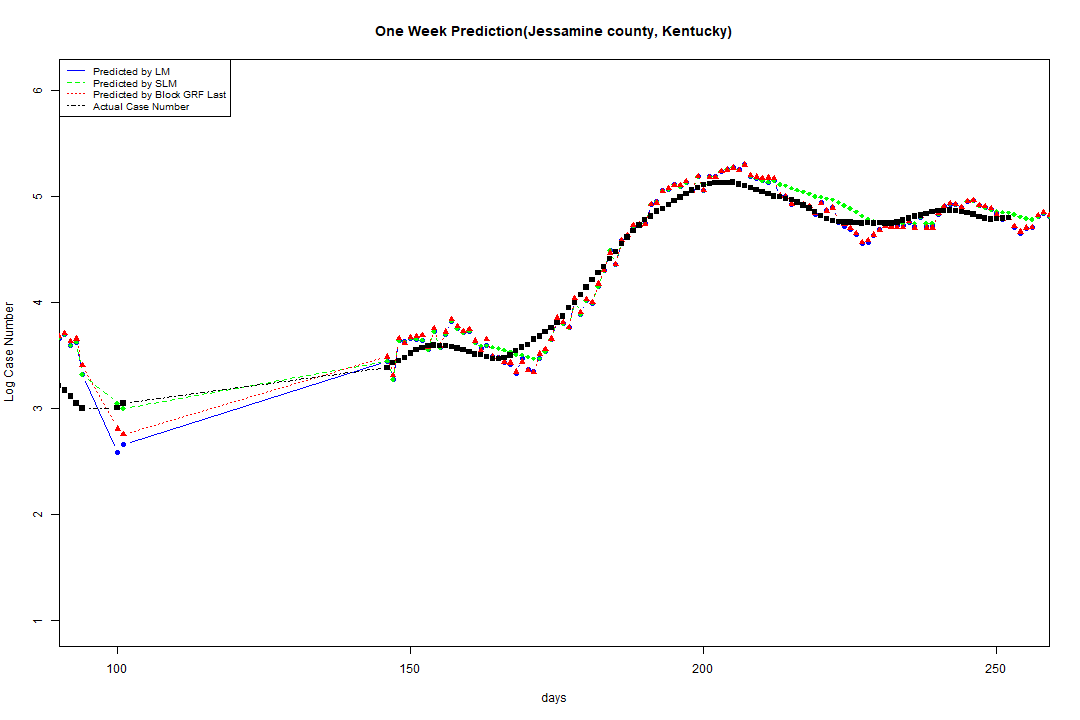 One Week Prediction(Jessamine county, Kentucky)
Predicted by LM
Predicted by SLM
Predicted by Block GRF Last
Actual Case Number
6
5
4
3
2
1
Log Case Number
100 150 200 250
days